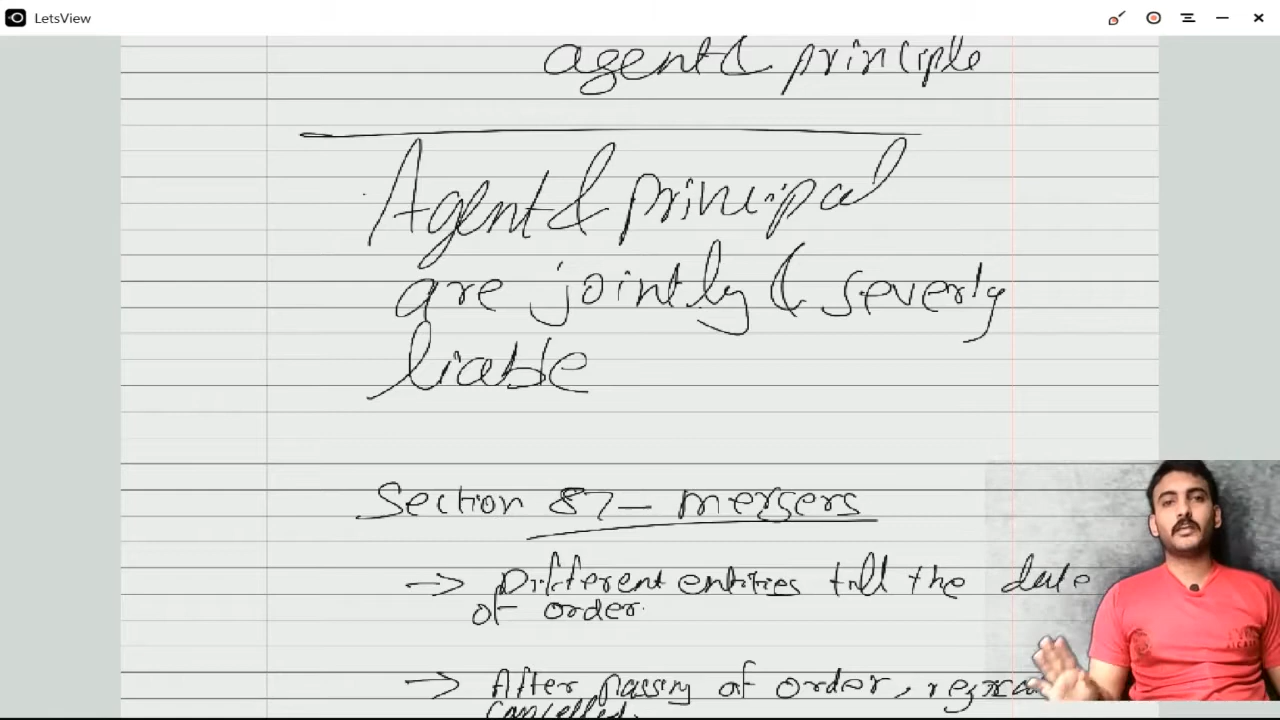 LetsView
agent & principle
Agent & principal
are jointly & severly
liable
Section 87 - mergers
→ Different entities till the date
of order.
→ After passing of order,
cancelled.